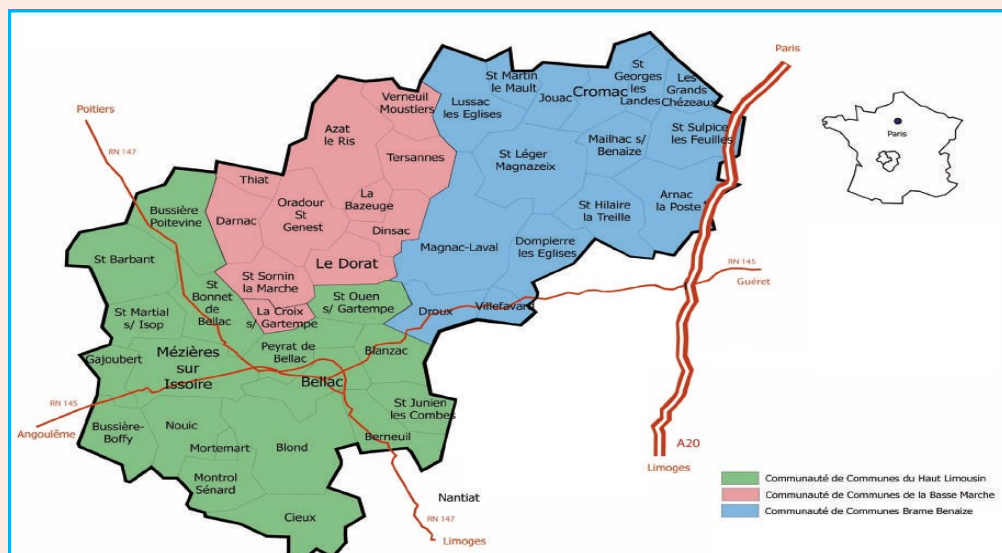 Paris
Poitiers
RN 147
Verneuil
Moustiers
Azat
le Ris
Tersannes
Thiat
La
Bazeuge
Oradour
St
Genest
Darnac
Dinsac
Le Dorat
St Sornin
la Marche
La Croix
s/ Gartempe
St Martin
le Mault
Lussac
les Eglises
Jouac
Cromac
St
Georges
les
Landes
Les
Grands
Chézeaux
Mailhac s/
Benaize
St Sulpice
les Feuilles
St Léger
Magnazeix
St Hilaire
la Treille
Arnac
la Poste
Magnac-Laval
Dompierre
les Eglises
Droux
Villefavard
RN 145
Guéret
Paris
Bussière
Poitevine
St Barbant
St
Bonnet
de
Bellac
St Ouen
s/ Gartempe
St Martial
s/ Isop
Peyrat de
Bellac
Blanzac
Gajoubert
Mézières
sur
Issoire
Bellac
St Junien
les Combes
RN 145
Angoulême
Bussière-
Boffy
Nouic
Mortemart
Blond
Berneuil
Montrol
Sénard
Cieux
Nantiat
RN 147
Limoges
A20
Limoges
Communauté de Communes du Haut Limousin
Communauté de Communes de la Basse Marche
Communauté de Communes Brame Benaize